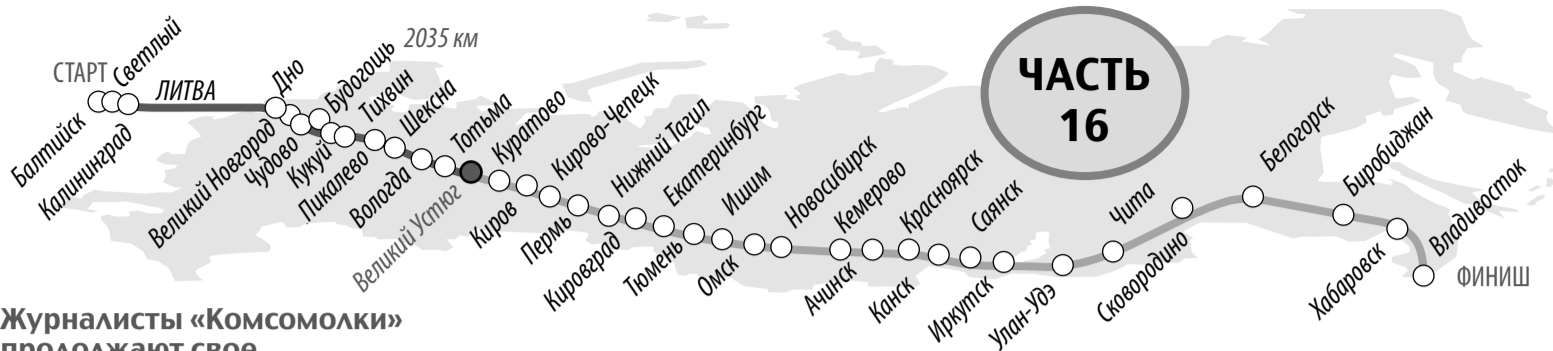 СТАРТ
Балтийск
Светлый
Калининград
ЛИТВА
Дно
Великий Новгород
Чудово
Будогощь
2035 км
Кукуй
Тихвин
Пикалево
Шексна
Вологда
Тотьма
Великий Устюг
Куратово
Киров
Кирово-Чепецк
Пермь
Нижний Тагил
Кировград
Екатеринбург
Тюмень
Ишим
Омск
Новосибирск
Кемерово
Ачинск
Красноярск
Канск
Саянск
Иркутск
Улан-Удэ
Чита
Сковородино
Белогорск
Биробиджан
Хабаровск
Владивосток
ФИНИШ
ЧАСТЬ
16
Журналисты «Комсомолки»
продолжают свое